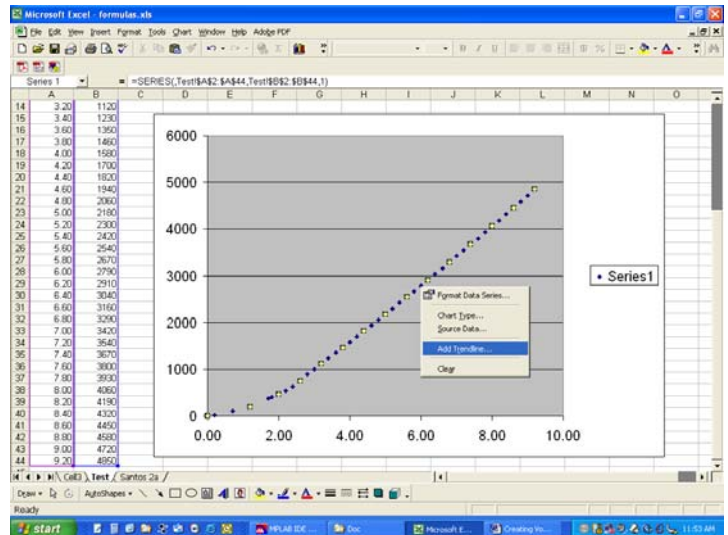 Microsoft Excel - formulas.xls
File Edit View Insert Format Tools Chart Window Help Adobe PDF
Series 1 = =SERIES(,Test!$A$2:$A$44,Test!$B$2:$B$44,1)
A B C D E F G H I J K L M N O
14 3.20 1120
15 3.40 1230
16 3.60 1350
17 3.80 1460
18 4.00 1580
19 4.20 1700
20 4.40 1820
21 4.60 1940
22 4.80 2060
23 5.00 2180
24 5.20 2300
25 5.40 2420
26 5.60 2540
27 5.80 2670
28 6.00 2790
29 6.20 2910
30 6.40 3040
31 6.60 3160
32 6.80 3290
33 7.00 3420
34 7.20 3540
35 7.40 3670
36 7.60 3800
37 7.80 3930
38 8.00 4060
39 8.20 4190
40 8.40 4320
41 8.60 4450
42 8.80 4580
43 9.00 4720
44 9.20 4850
6000
5000
4000
3000
2000
1000
0
0.00 2.00 4.00 6.00 8.00 10.00
Series1
Format Data Series...
Chart Type...
Source Data...
Add Trendline...
Clear
Cell3 Test Santos 2a
Draw AutoShapes
Ready
start MPLAB IDE ... Doc Microsoft E... Creating Vo... 11:53 AM